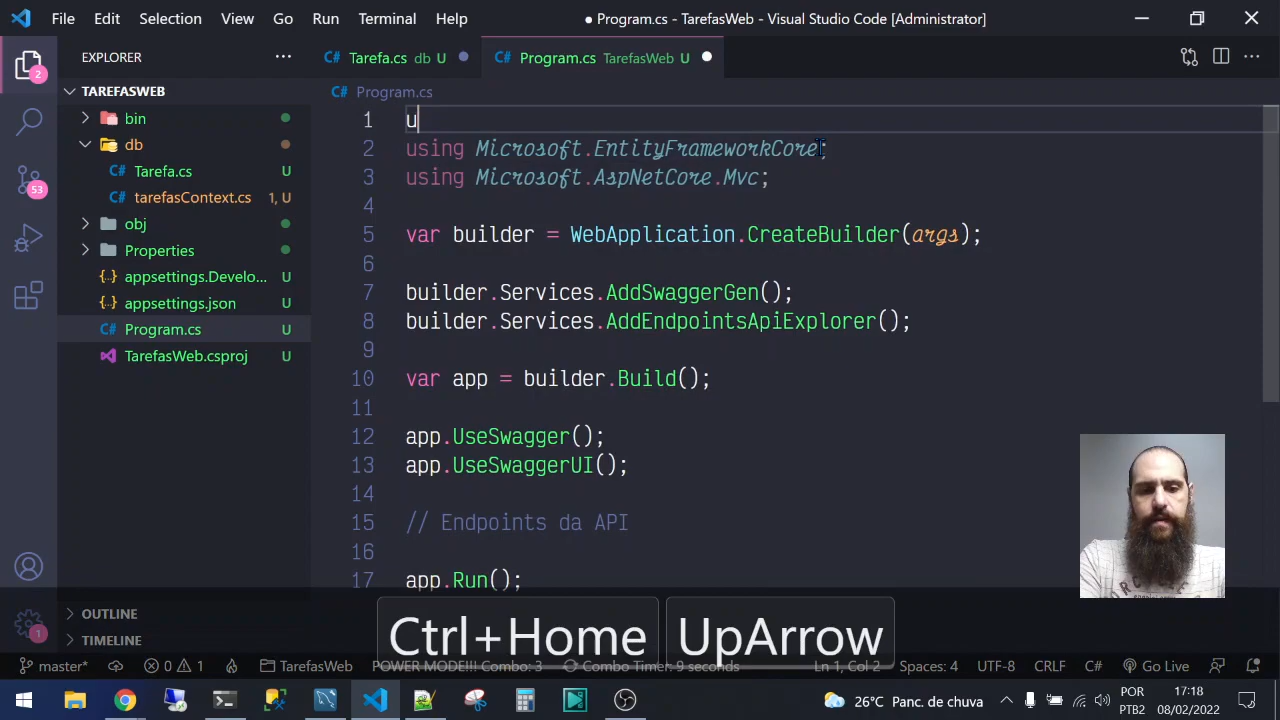 File Edit Selection View Go Run Terminal Help
● Program.cs - TarefasWeb - Visual Studio Code [Administrator]
EXPLORER
Tarefa.cs db U
Program.cs TarefasWeb U
TAREFASWEB
Program.cs
bin
db
Tarefa.cs U
tarefasContext.cs 1, U
obj
Properties
appsettings.Develo... U
appsettings.json U
Program.cs U
TarefasWeb.csproj U
2
53
1
1 u
2 using Microsoft.EntityFrameworkCore;
3 using Microsoft.AspNetCore.Mvc;
4
5 var builder = WebApplication.CreateBuilder(args);
6
7 builder.Services.AddSwaggerGen();
8 builder.Services.AddEndpointsApiExplorer();
9
10 var app = builder.Build();
11
12 app.UseSwagger();
13 app.UseSwaggerUI();
14
15 // Endpoints da API
16
17 app.Run();
OUTLINE
TIMELINE
Ctrl+Home UpArrow
master* 0 1 TarefasWeb POWER MODE!!! Combo: 3 Combo Timer: 9 seconds Ln 1, Col 2 Spaces: 4 UTF-8 CRLF C# Go Live
26°C Panc. de chuva
POR
PTB2
17:18
08/02/2022